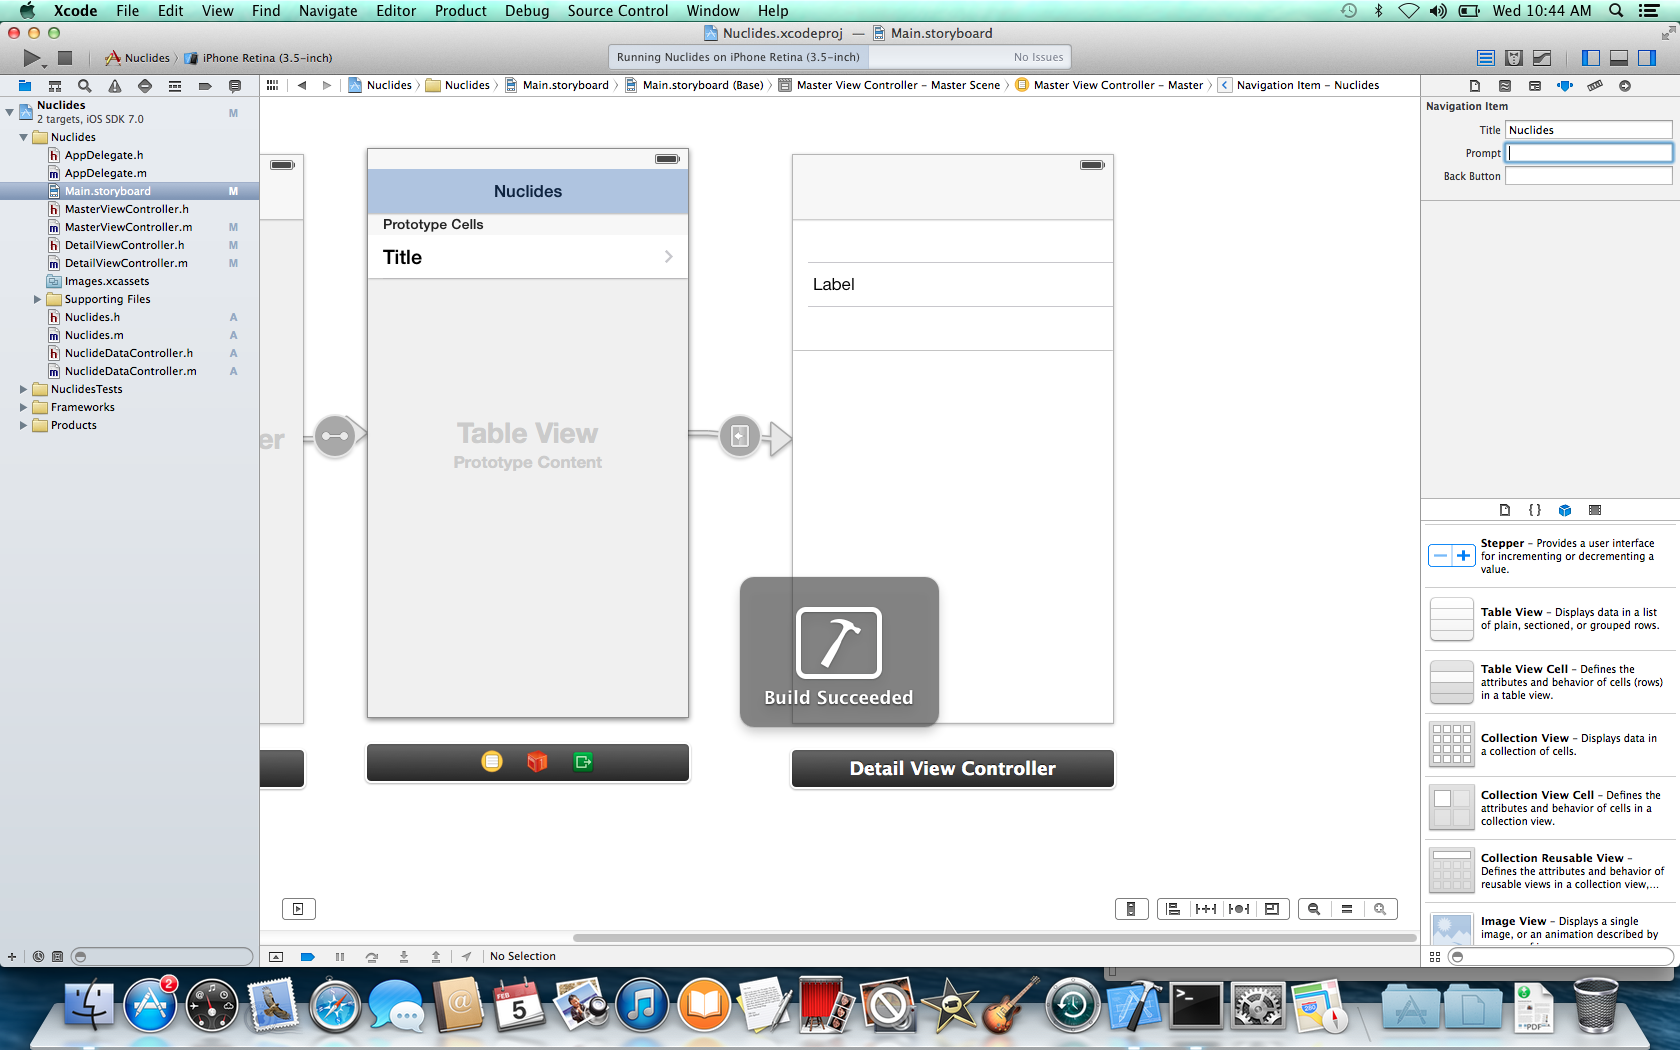 Xcode File Edit View Find Navigate Editor Product Debug Source Control Window Help Wed 10:44 AM
Nuclides.xcodeproj — Main.storyboard
Nuclides iPhone Retina (3.5-inch)
Running Nuclides on iPhone Retina (3.5-inch) No Issues
Nuclides Nuclides Main.storyboard Main.storyboard (Base) Master View Controller – Master Scene Master View Controller – Master Navigation Item – Nuclides
Nuclides M
2 targets, iOS SDK 7.0
Nuclides
AppDelegate.h
AppDelegate.m
Main.storyboard M
MasterViewController.h
MasterViewController.m M
DetailViewController.h M
DetailViewController.m M
Images.xcassets
Supporting Files
Nuclides.h A
Nuclides.m A
NuclideDataController.h A
NuclideDataController.m A
NuclidesTests
Frameworks
Products
er
Nuclides
Prototype Cells
Title
Table View
Prototype Content
Label
Build Succeeded
Detail View Controller
No Selection
Navigation Item
Title Nuclides
Prompt
Back Button
Stepper – Provides a user interface
for incrementing or decrementing a
value.
Table View – Displays data in a list
of plain, sectioned, or grouped rows.
Table View Cell – Defines the
attributes and behavior of cells (rows)
in a table view.
Collection View – Displays data in
a collection of cells.
Collection View Cell – Defines the
attributes and behavior of cells in a
collection view.
Collection Reusable View –
Defines the attributes and behavior of
reusable views in a collection view,...
Image View – Displays a single
image, or an animation described by
2
FEB
5
PDF